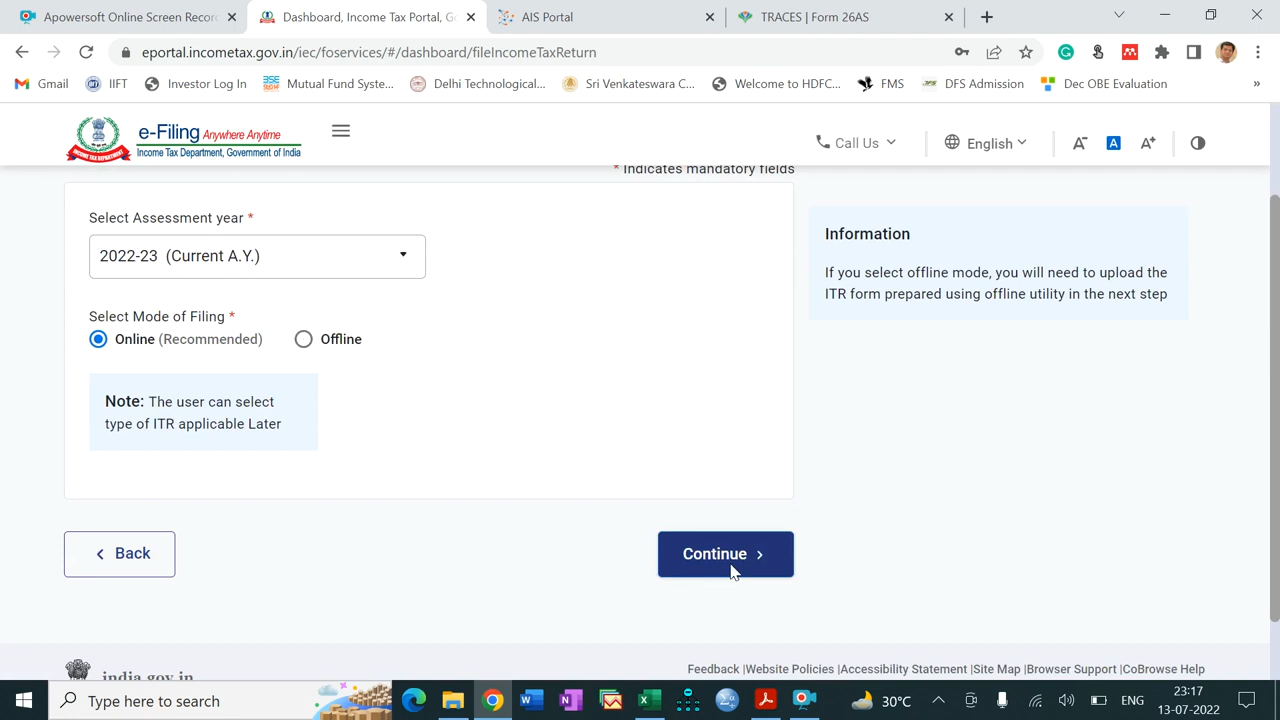 Apowersoft Online Screen Recor
Dashboard, Income Tax Portal, Go
AIS Portal
TRACES | Form 26AS
eportal.incometax.gov.in/iec/foservices/#/dashboard/fileIncomeTaxReturn
Gmail
IIFT
Investor Log In
BSE
Mutual Fund Syste...
Delhi Technological...
Sri Venkateswara C...
Welcome to HDFC...
FMS
DFS Admission
Dec OBE Evaluation
»
e-Filing Anywhere Anytime
Income Tax Department, Government of India
Call Us
English
A-
A
A+
* Indicates mandatory fields
Select Assessment year *
2022-23 (Current A.Y.)
Select Mode of Filing *
Online (Recommended)
Offline
Note: The user can select
type of ITR applicable Later
Information
If you select offline mode, you will need to upload the
ITR form prepared using offline utility in the next step
Back
Continue
india.gov.in
Feedback |Website Policies |Accessibility Statement |Site Map |Browser Support |CoBrowse Help
Type here to search
30°C
ENG
23:17
13-07-2022